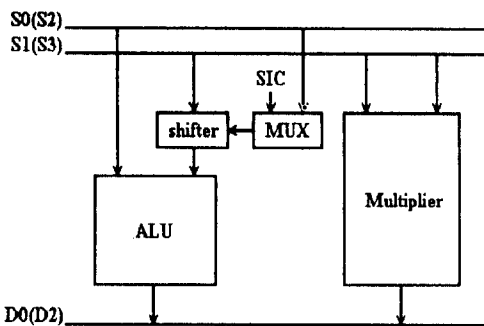 S0(S2)
S1(S3)
SIC
shifter
MUX
Multiplier
ALU
D0(D2)